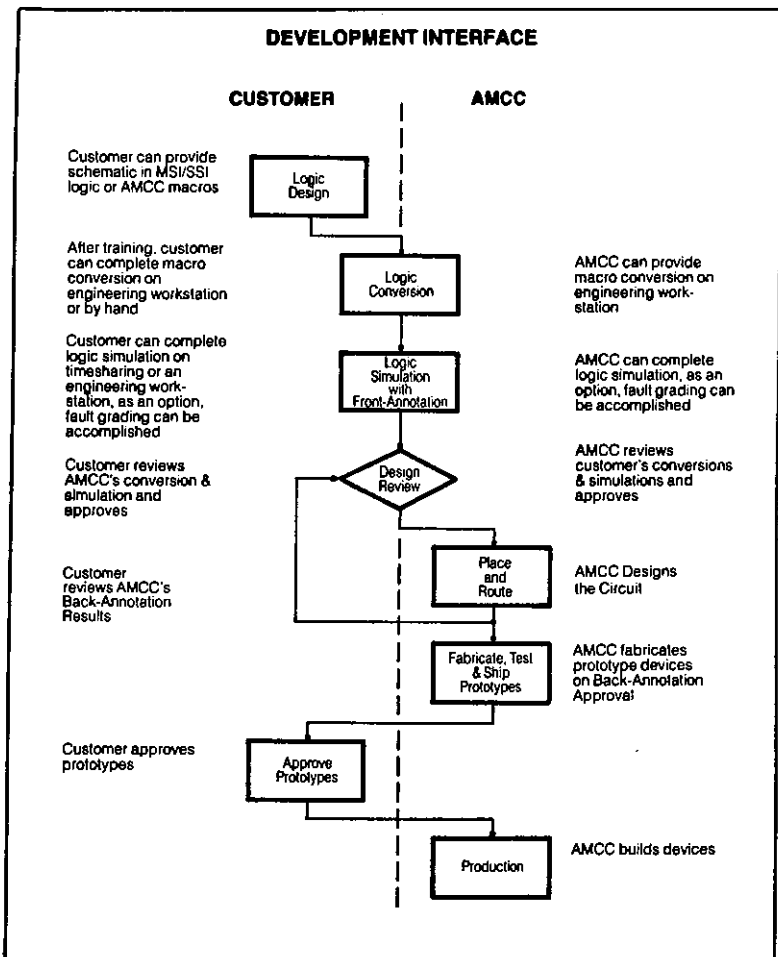 DEVELOPMENT INTERFACE
CUSTOMER
AMCC
Customer can provide
schematic in MSI/SSI
logic or AMCC macros
Logic
Design
After training, customer
can complete macro
conversion on
engineering workstation
or by hand
Logic
Conversion
AMCC can provide
macro conversion on
engineering work-
station
Customer can complete
logic simulation on
timesharing or an
engineering work-
station, as an option,
fault grading can be
accomplished
Logic
Simulation
with
Front-Annotation
AMCC can complete
logic simulation, as an
option, fault grading can
be accomplished
Customer reviews
AMCC's conversion &
simulation and
approves
Design
Review
AMCC reviews
customer's conversions
& simulations and
approves
Customer
reviews AMCC's
Back-Annotation
Results
Place
and
Route
AMCC Designs
the Circuit
Fabricate, Test
& Ship
Prototypes
AMCC fabricates
prototype devices
on Back-Annotation
Approval
Customer approves
prototypes
Approve
Prototypes
Production
AMCC builds devices